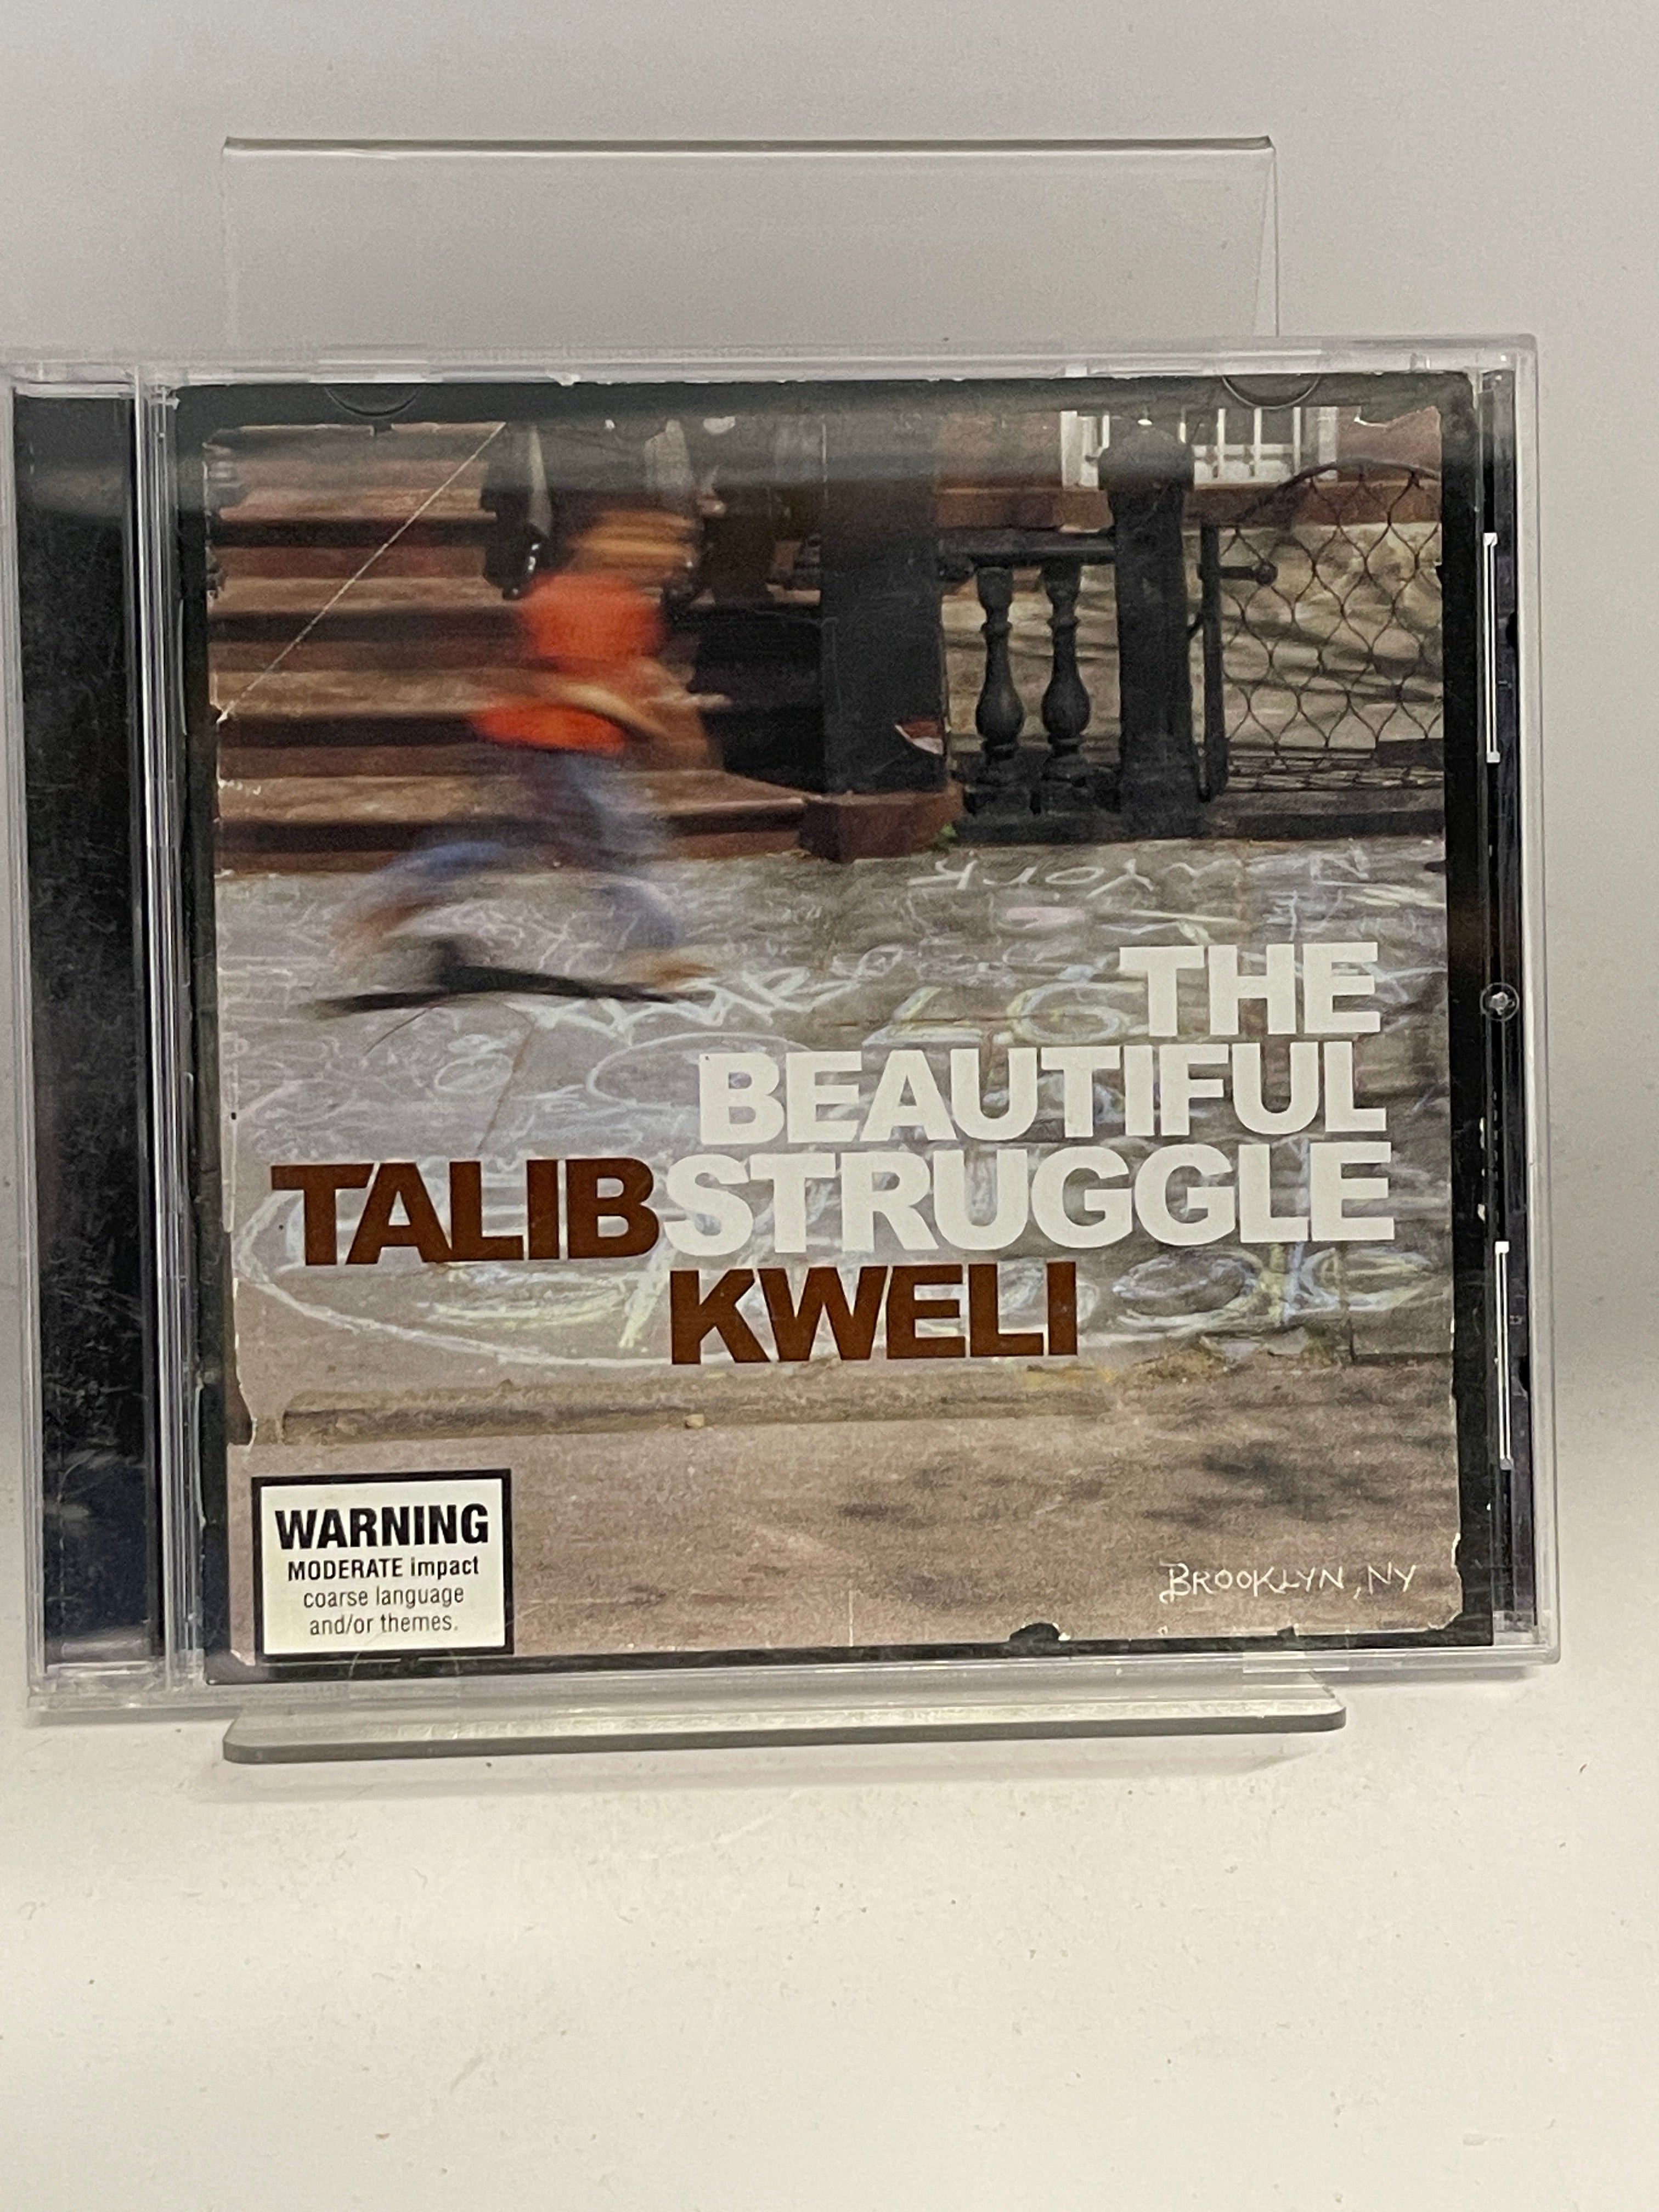 THE
BEAUTIFUL
TALIB STRUGGLE
KWELI
WARNING
MODERATE impact
coarse language
and/or themes.
BROOKLYN, NY